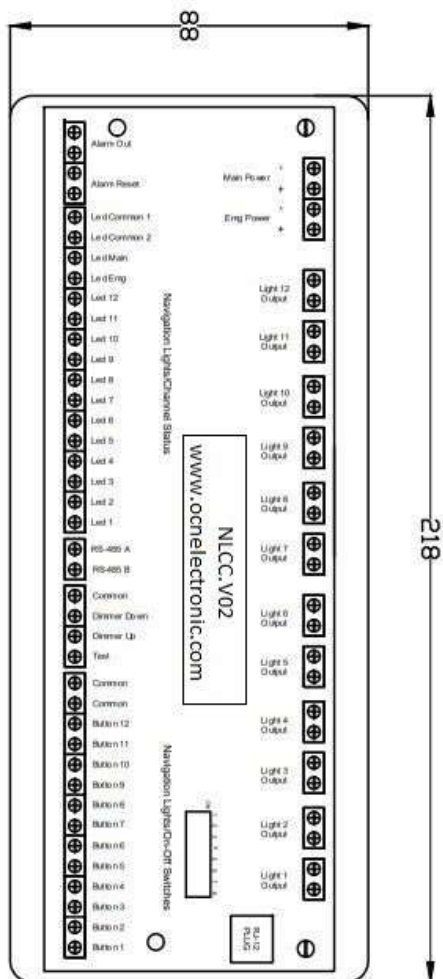 88
218
Alarm Out
Alarm Reset
Led Common 1
Led Common 2
Led Main
Led Emg
Led 12
Led 11
Led 10
Led 9
Led 8
Led 7
Led 6
Led 5
Led 4
Led 3
Led 2
Led 1
RS-485 A
RS-485 B
Common
Dimmer Down
Dimmer Up
Test
Common
Common
Button 12
Button 11
Button 10
Button 9
Button 8
Button 7
Button 6
Button 5
Button 4
Button 3
Button 2
Button 1
Navigation Lights/Channel Status
Navigation Lights/On-Off Switches
NLCC.V02
www.ocnelectronic.com
-
Main Power
+
-
Emg Power
+
Light 12
Output
Light 11
Output
Light 10
Output
Light 9
Output
Light 8
Output
Light 7
Output
Light 6
Output
Light 5
Output
Light 4
Output
Light 3
Output
Light 2
Output
Light 1
Output
RJ-12
PLUG